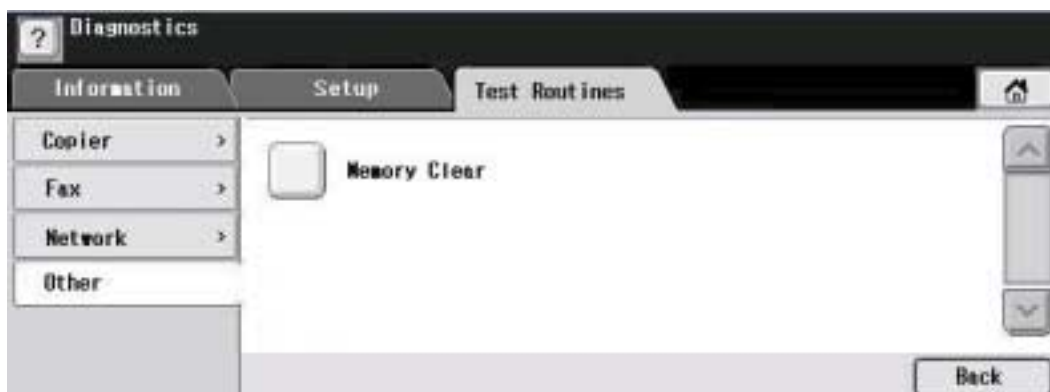 ?
Diagnostics
Information
Setup
Test Routines
Copier >
Fax >
Network >
Other
Memory Clear
Back